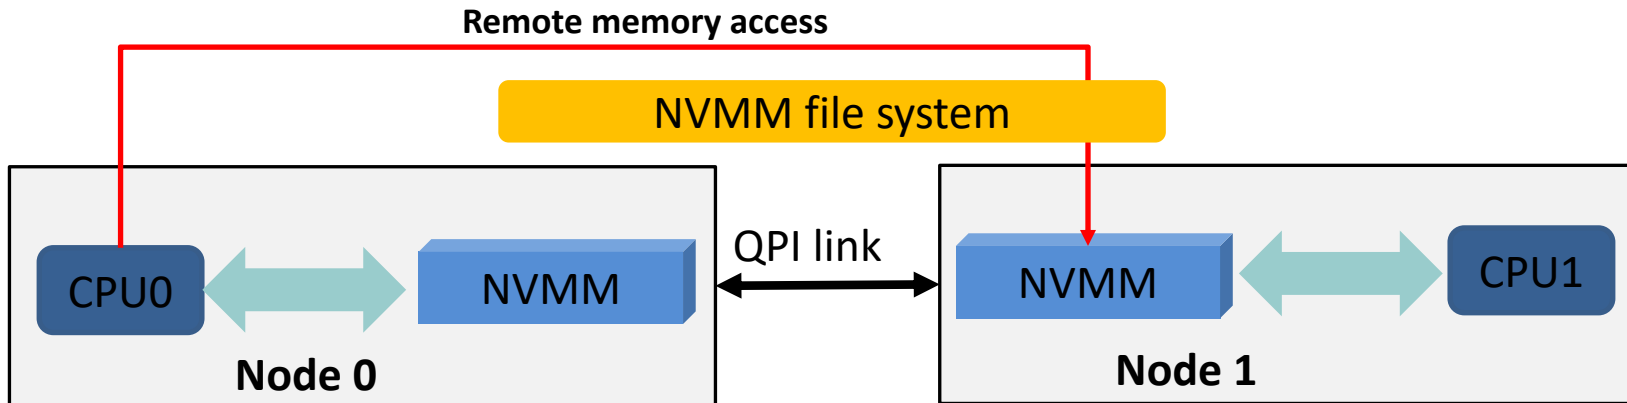 Remote memory access
NVMM file system
QPI link
CPU0
NVMM
NVMM
CPU1
Node 0
Node 1